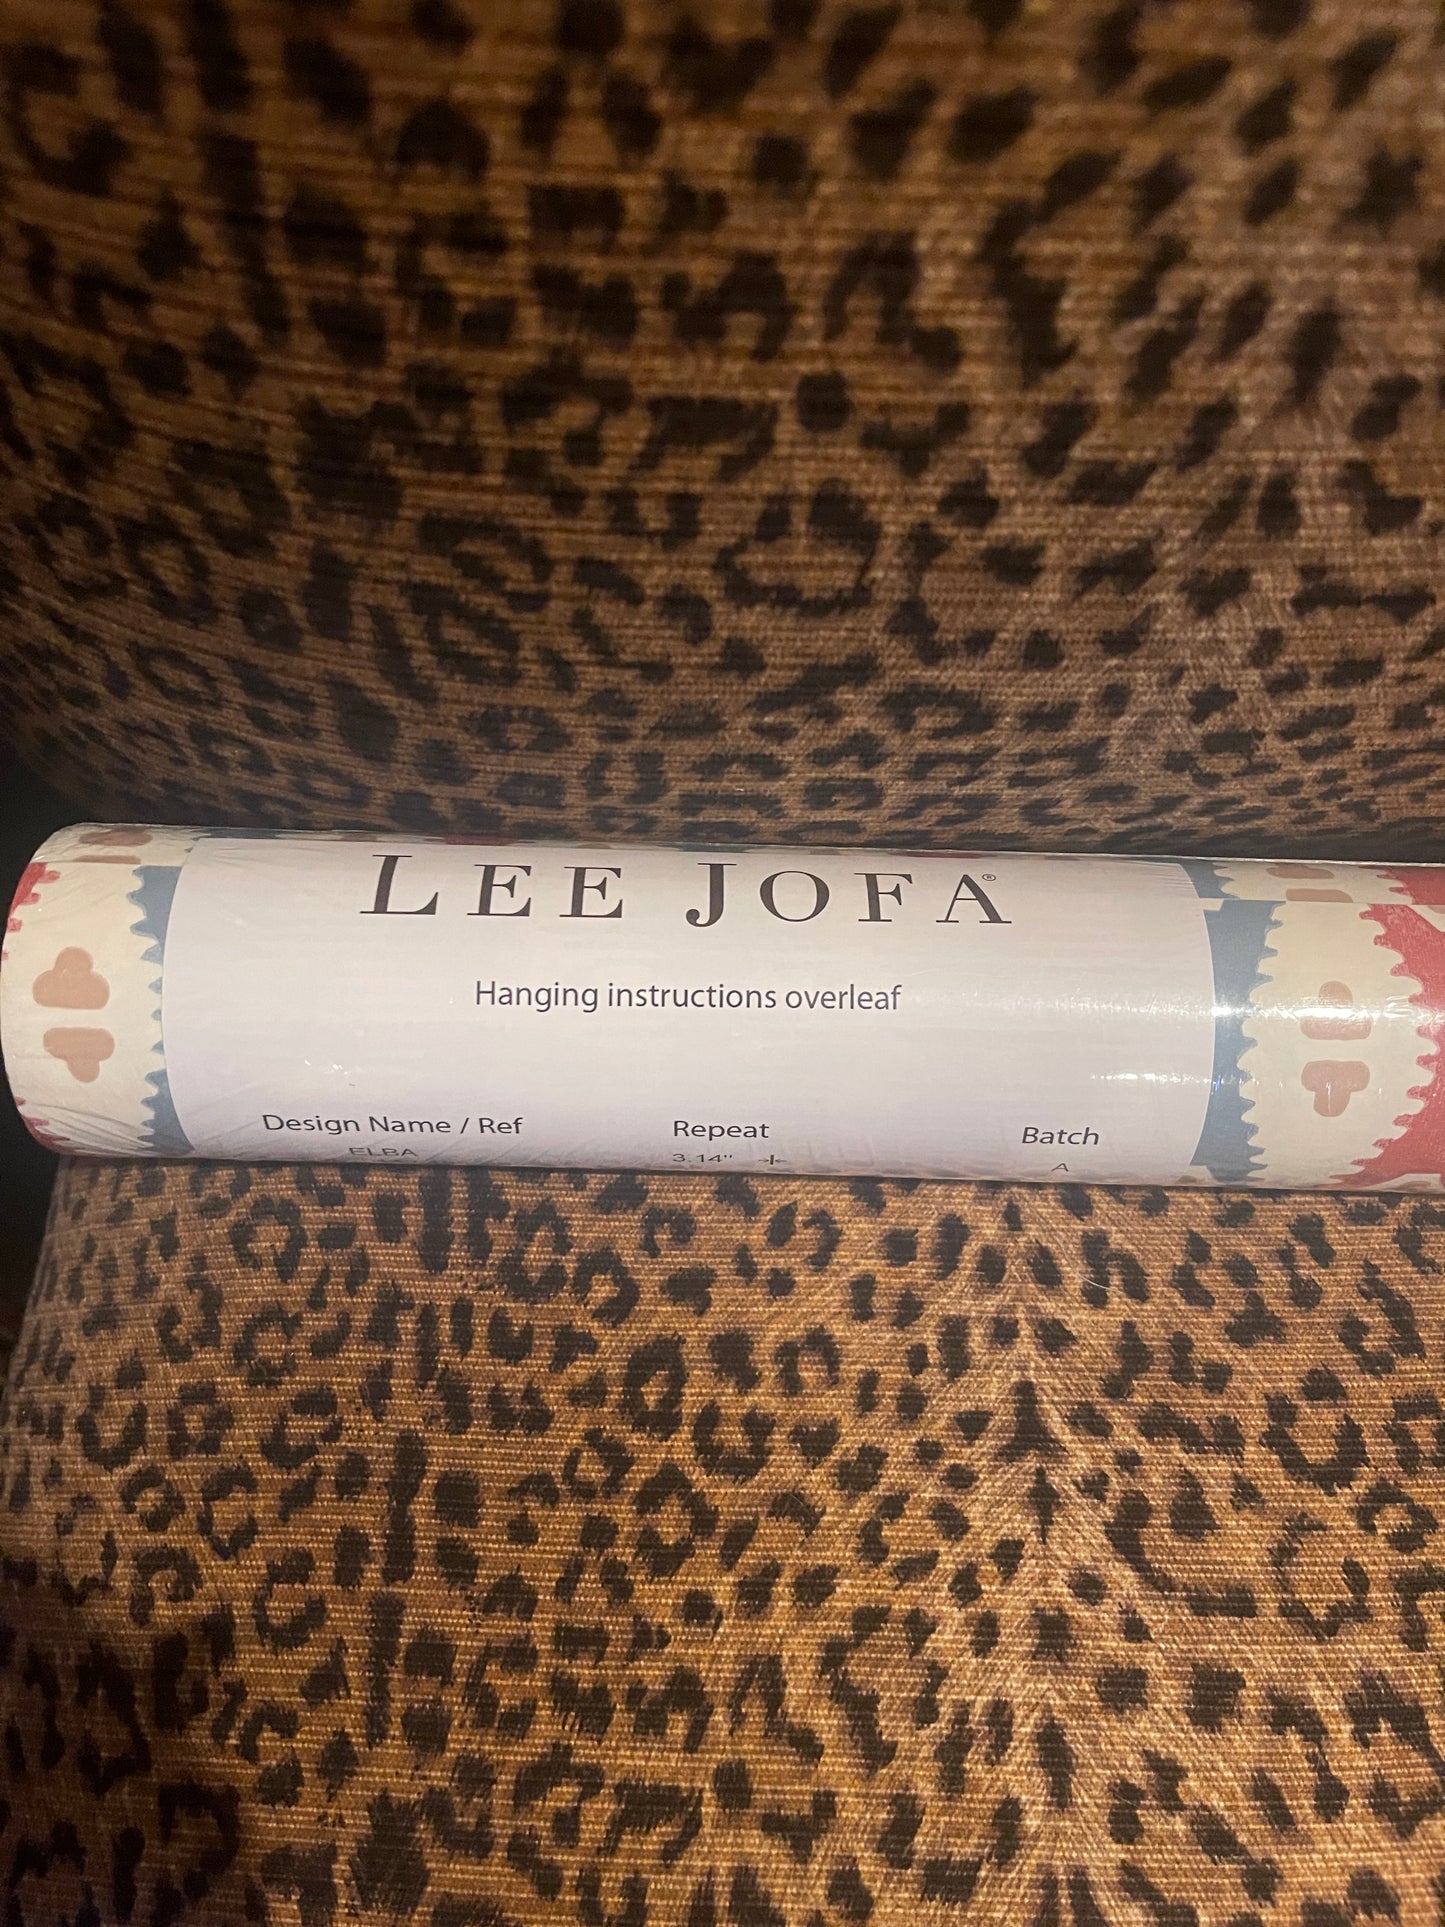 LEE JOFA®
Hanging instructions overleaf
Design Name / Ref Repeat Batch
ELBA 3.14" A